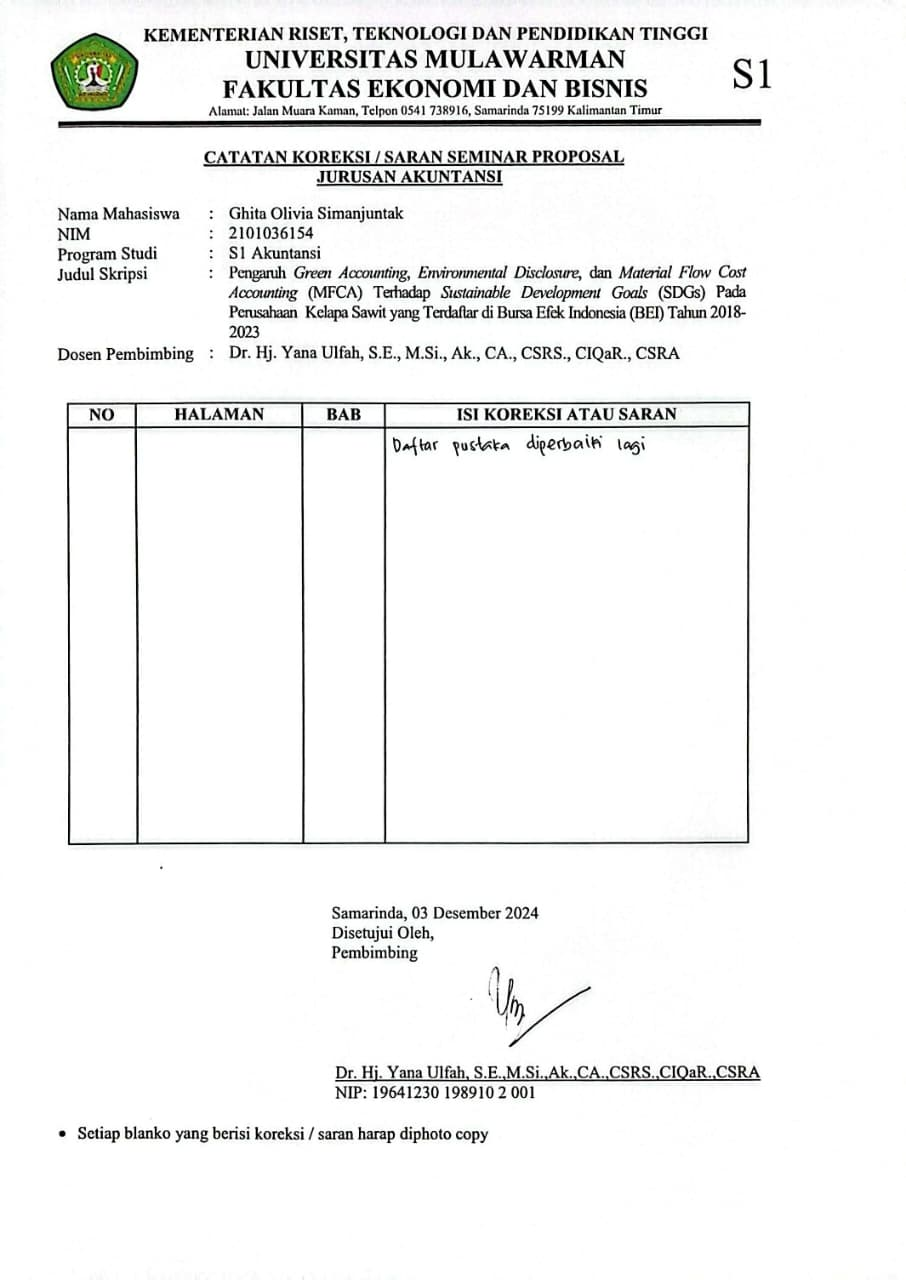 KEMENTERIAN RISET, TEKNOLOGI DAN PENDIDIKAN TINGGI
UNIVERSITAS MULAWARMAN
FAKULTAS EKONOMI DAN BISNIS
Alamat: Jalan Muara Kaman, Telpon 0541 738916, Samarinda 75199 Kalimantan Timur
S1
CATATAN KOREKSI / SARAN SEMINAR PROPOSAL
JURUSAN AKUNTANSI
Nama Mahasiswa : Ghita Olivia Simanjuntak
NIM : 2101036154
Program Studi : S1 Akuntansi
Judul Skripsi : Pengaruh Green Accounting, Environmental Disclosure, dan Material Flow Cost
Accounting (MFCA) Terhadap Sustainable Development Goals (SDGs) Pada
Perusahaan Kelapa Sawit yang Terdaftar di Bursa Efek Indonesia (BEI) Tahun 2018-
2023
Dosen Pembimbing : Dr. Hj. Yana Ulfah, S.E., M.Si., Ak., CA., CSRS., CIQaR., CSRA
NO HALAMAN BAB ISI KOREKSI ATAU SARAN
Daftar pustaka diperbaiki lagi
Samarinda, 03 Desember 2024
Disetujui Oleh,
Pembimbing
Dr. Hj. Yana Ulfah, S.E.,M.Si.,Ak.,CA.,CSRS.,CIQaR.,CSRA
NIP: 19641230 198910 2 001
• Setiap blanko yang berisi koreksi / saran harap diphoto copy